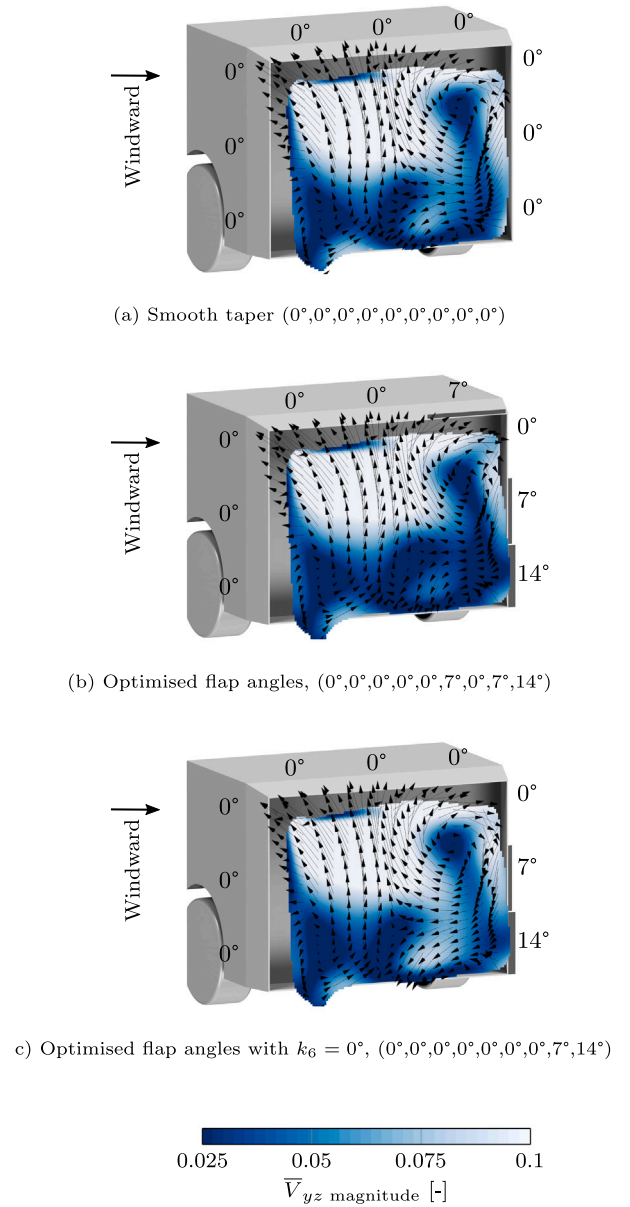 0° 0° 0°
0° 0°
0° 0°
0° 0°
Windward
(a) Smooth taper (0°,0°,0°,0°,0°,0°,0°,0°,0°)
0° 0° 7°
0° 0°
0° 7°
0° 14°
Windward
(b) Optimised flap angles, (0°,0°,0°,0°,0°,7°,0°,7°,14°)
0° 0° 0°
0° 0°
0° 7°
0° 14°
Windward
c) Optimised flap angles with k₆ = 0°, (0°,0°,0°,0°,0°,0°,0°,7°,14°)
0.025 0.05 0.075 0.1
V̅yz magnitude [-]